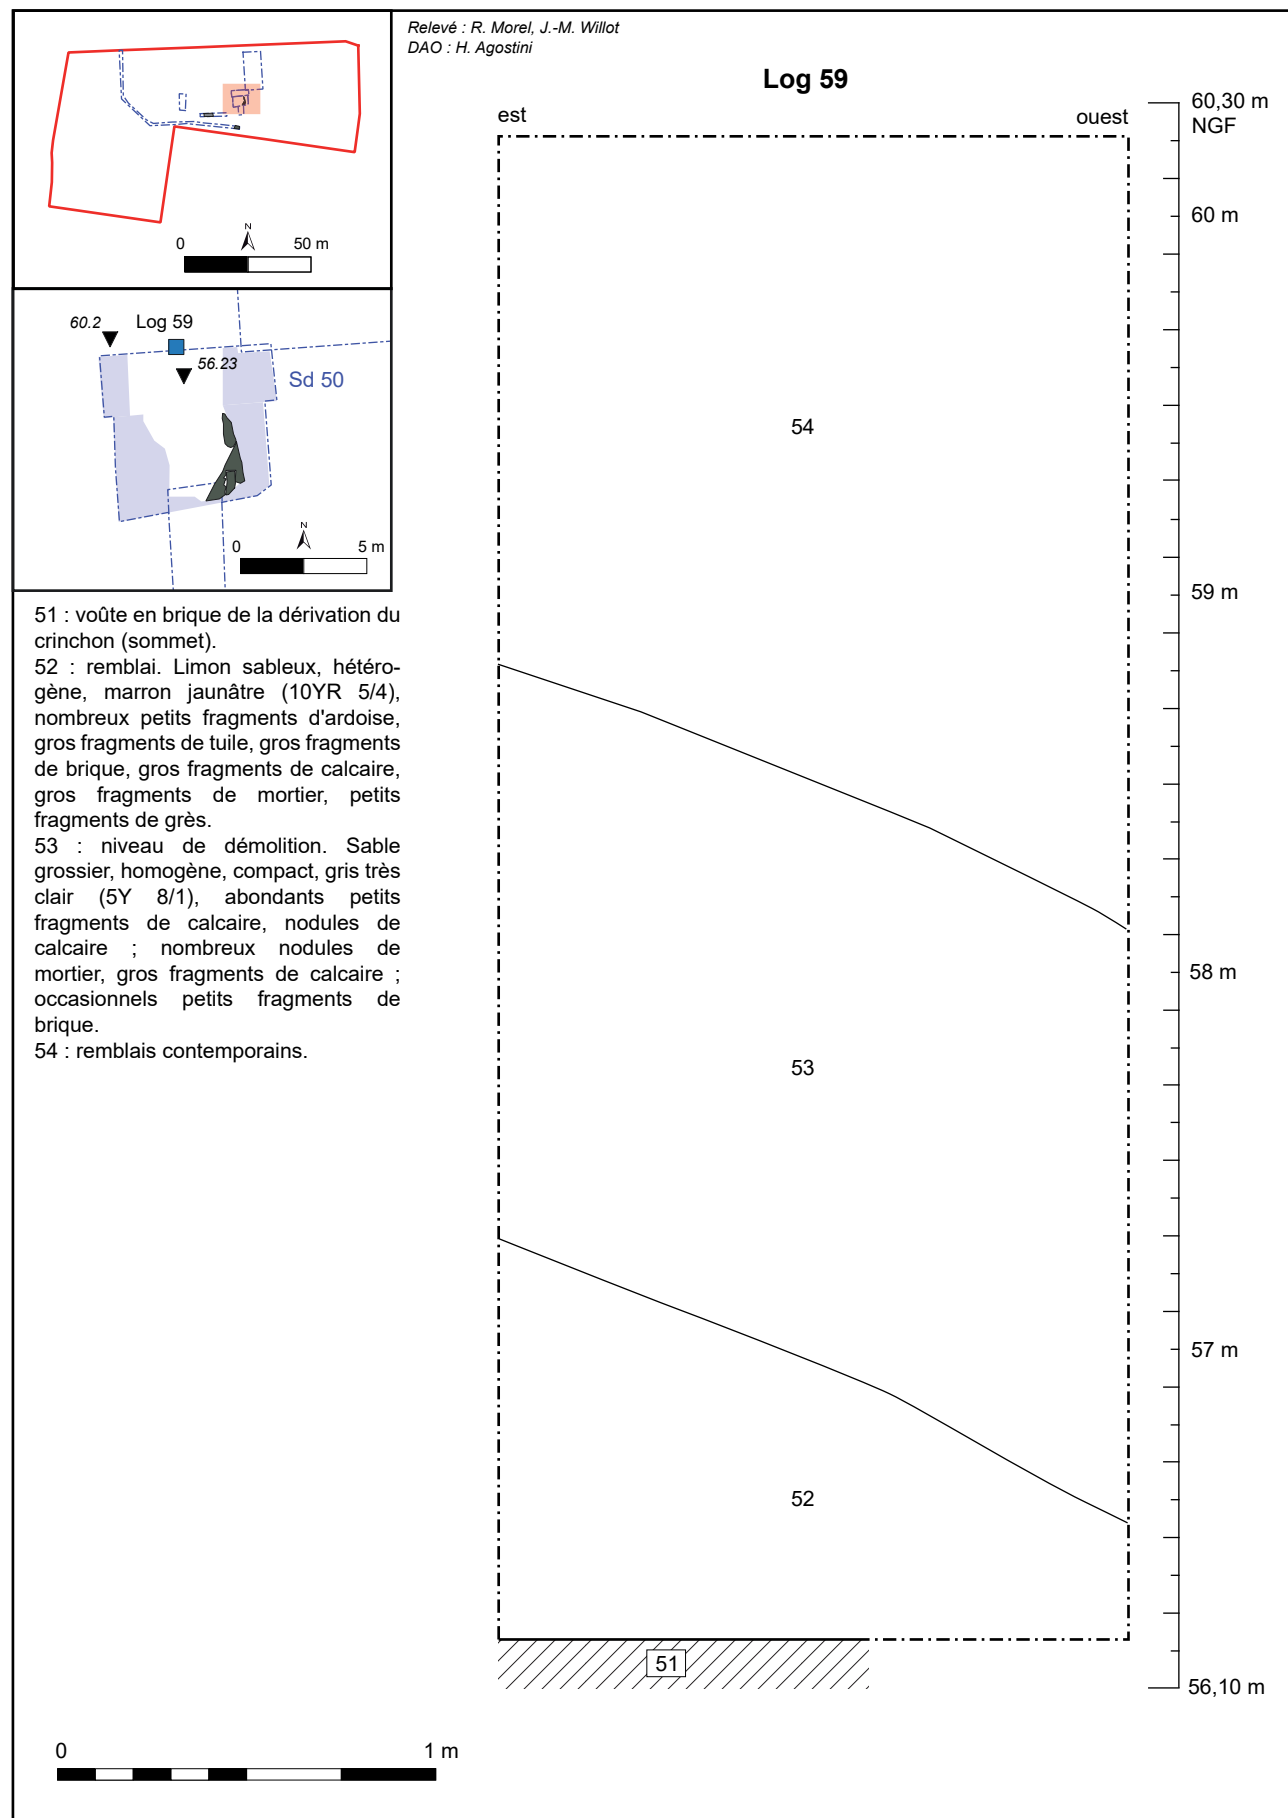 Relevé : R. Morel, J.-M. Willot
DAO : H. Agostini
N
0 50 m
60.2
Log 59
56.23
Sd 50
N
0 5 m
51 : voûte en brique de la dérivation du
crinchon (sommet).
52 : remblai. Limon sableux, hétéro-
gène, marron jaunâtre (10YR 5/4),
nombreux petits fragments d'ardoise,
gros fragments de tuile, gros fragments
de brique, gros fragments de calcaire,
gros fragments de mortier, petits
fragments de grès.
53 : niveau de démolition. Sable
grossier, homogène, compact, gris très
clair (5Y 8/1), abondants petits
fragments de calcaire, nodules de
calcaire ; nombreux nodules de
mortier, gros fragments de calcaire ;
occasionnels petits fragments de
brique.
54 : remblais contemporains.
Log 59
est ouest
60,30 m
NGF
60 m
54
59 m
58 m
53
57 m
52
51
56,10 m
0 1 m